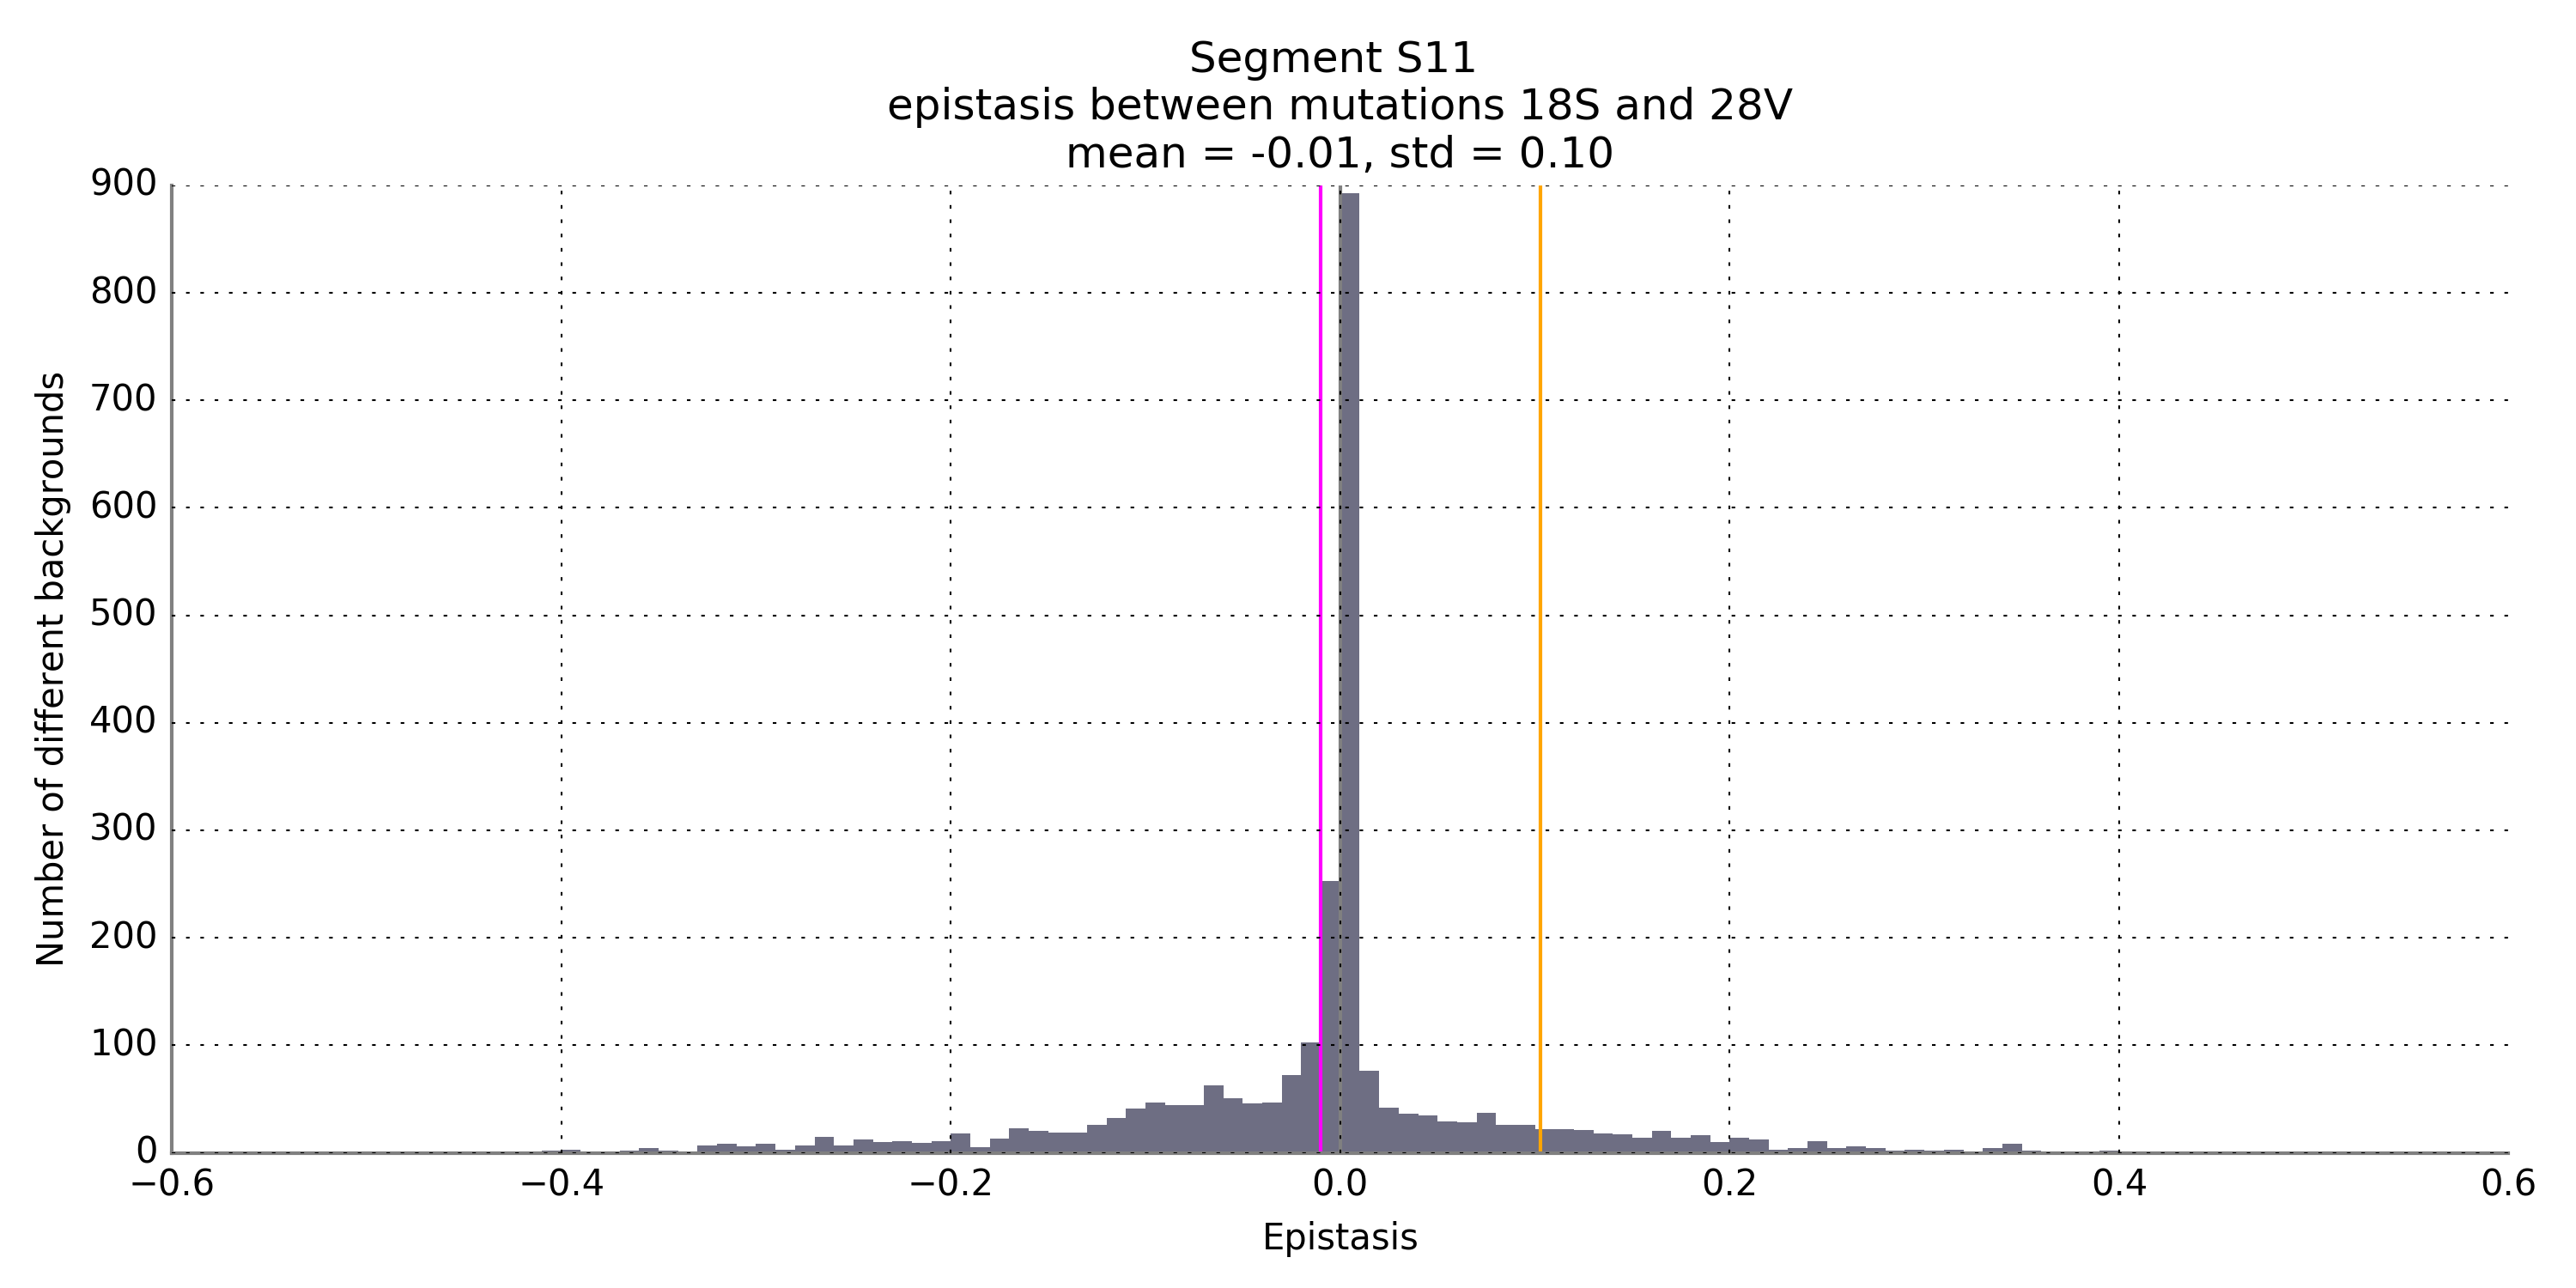 Segment S11
epistasis between mutations 18S and 28V
mean = -0.01, std = 0.10
Number of different backgrounds
900
800
700
600
500
400
300
200
100
0
−0.6 −0.4 −0.2 0.0 0.2 0.4 0.6
Epistasis